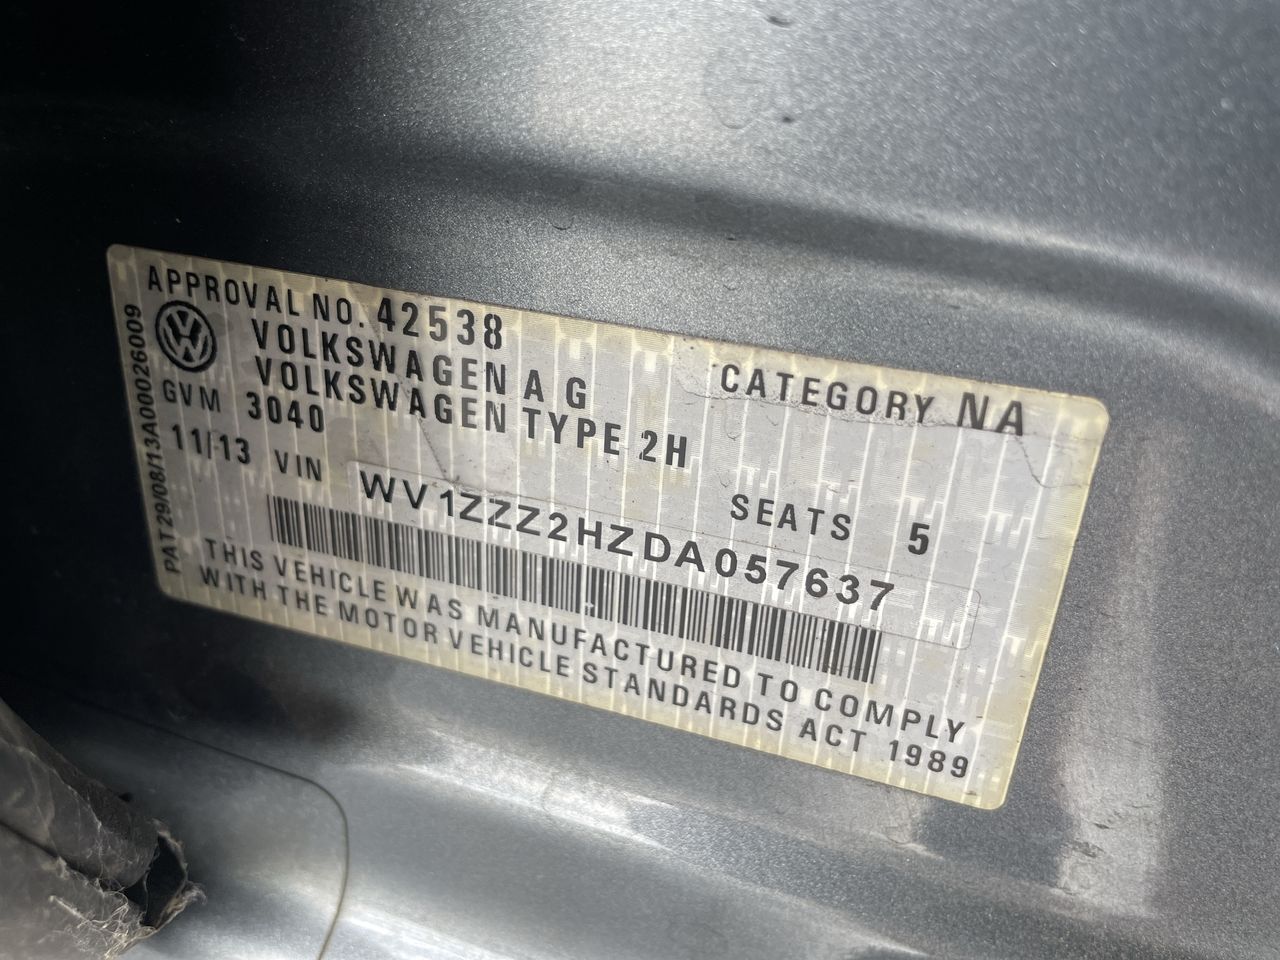 APPROVAL NO. 42538
VOLKSWAGEN A G
CATEGORY NA
VOLKSWAGEN TYPE 2H
GVM 3040
SEATS 5
11/13 VIN WV1ZZZ2HZDA057637
THIS VEHICLE WAS MANUFACTURED TO COMPLY
WITH THE MOTOR VEHICLE STANDARDS ACT 1989
PAT29/08/13A00026009